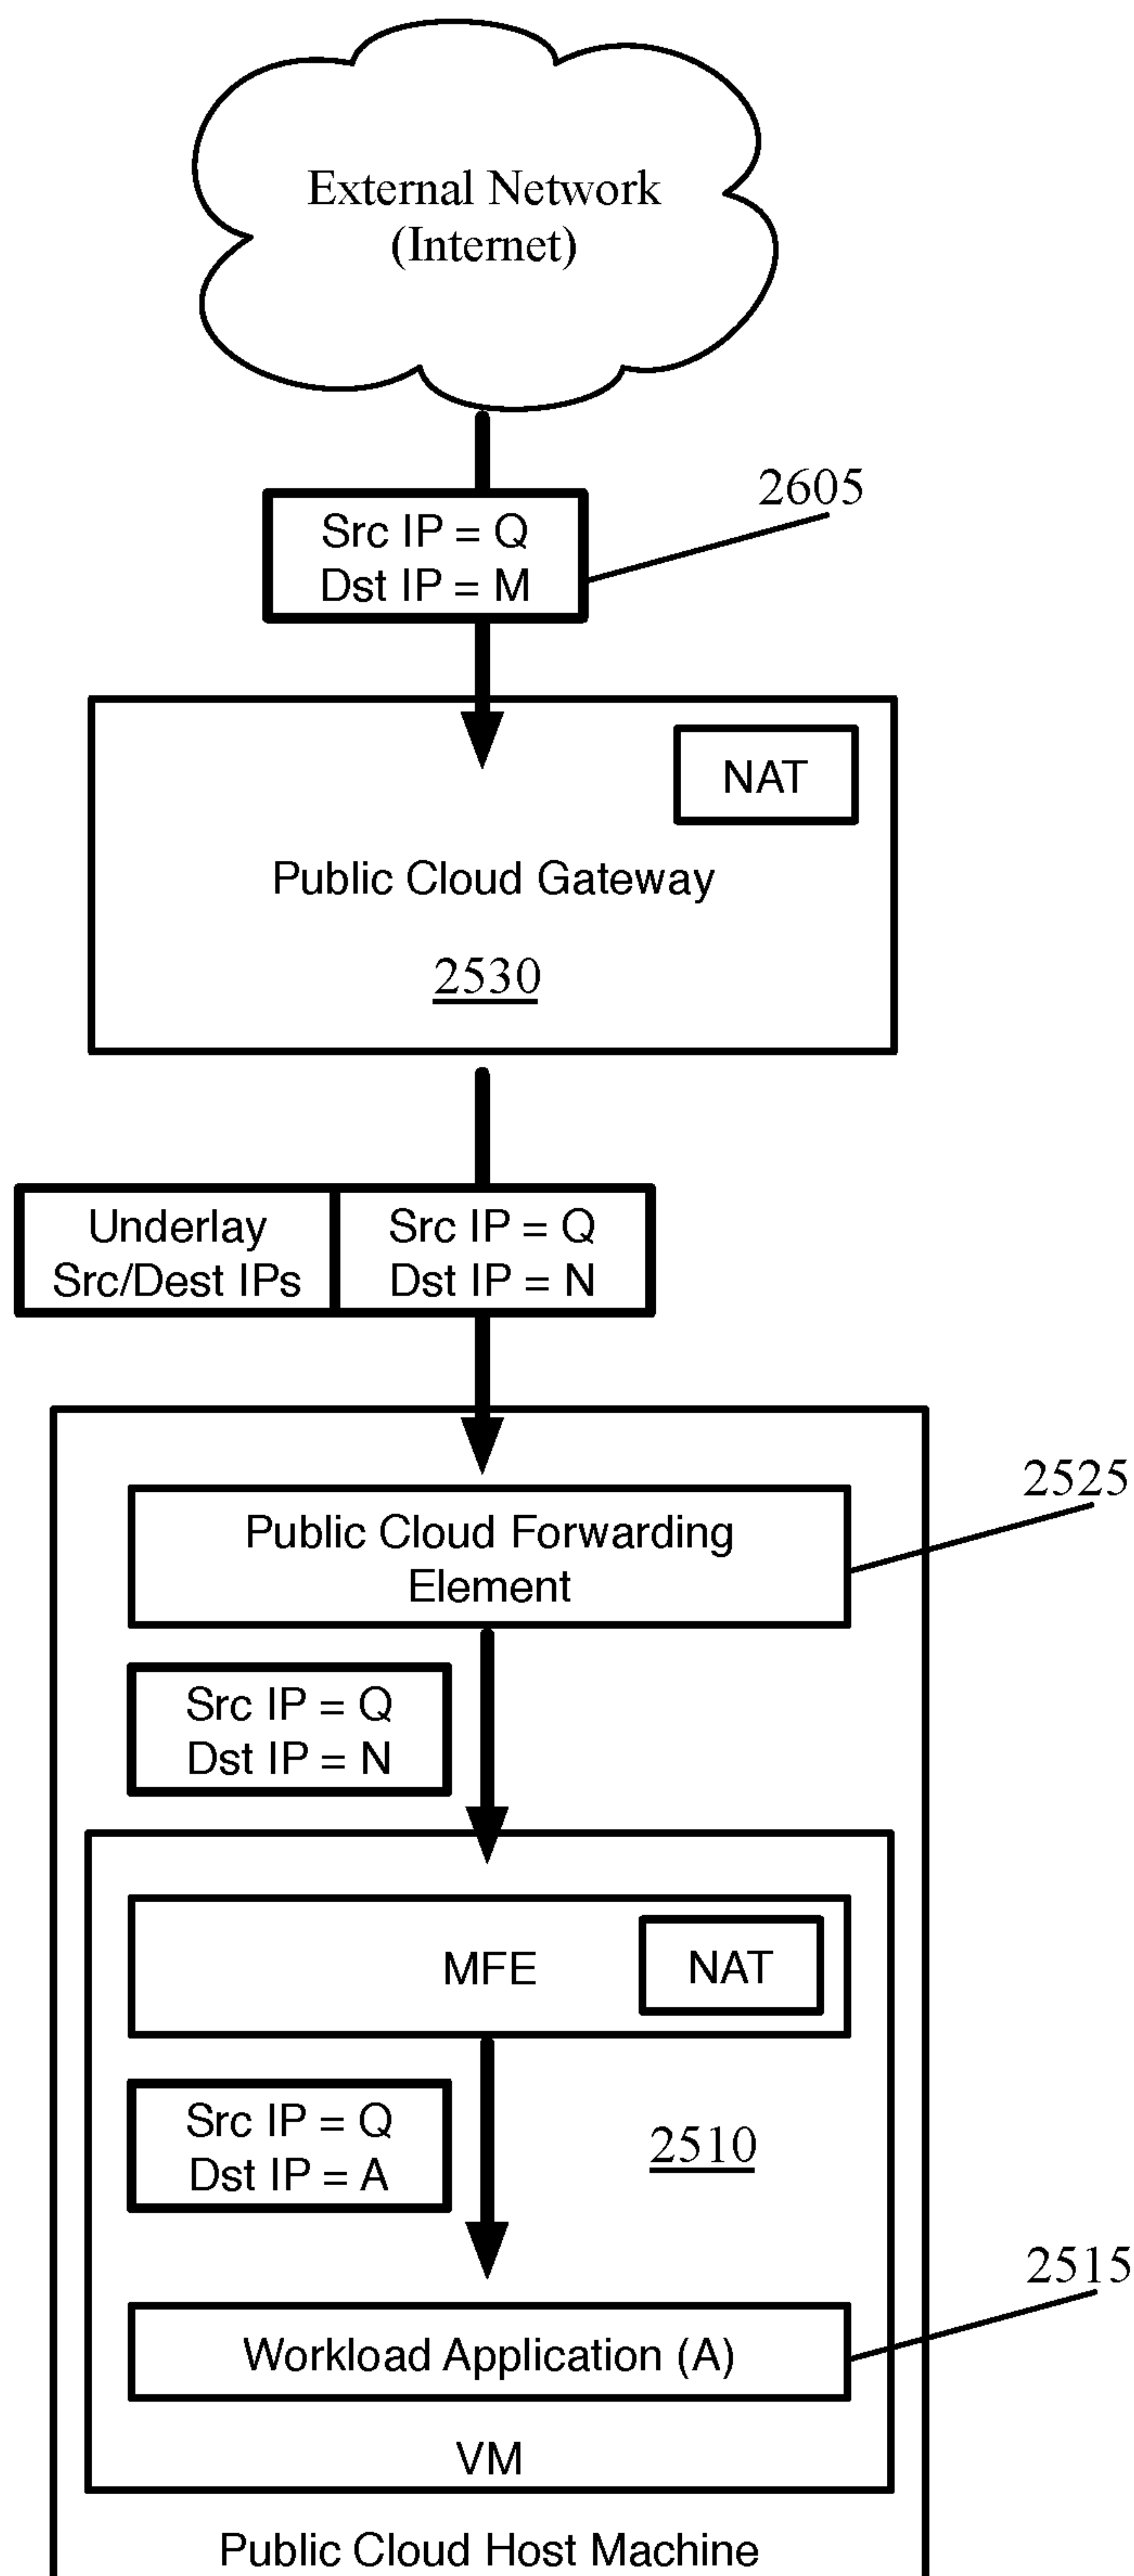 External Network
(Internet)
2605
Src IP = Q
Dst IP = M
NAT
Public Cloud Gateway
2530
Underlay
Src/Dest IPs
Src IP = Q
Dst IP = N
2525
Public Cloud Forwarding
Element
Src IP = Q
Dst IP = N
MFE
NAT
Src IP = Q
Dst IP = A
2510
2515
Workload Application (A)
VM
Public Cloud Host Machine